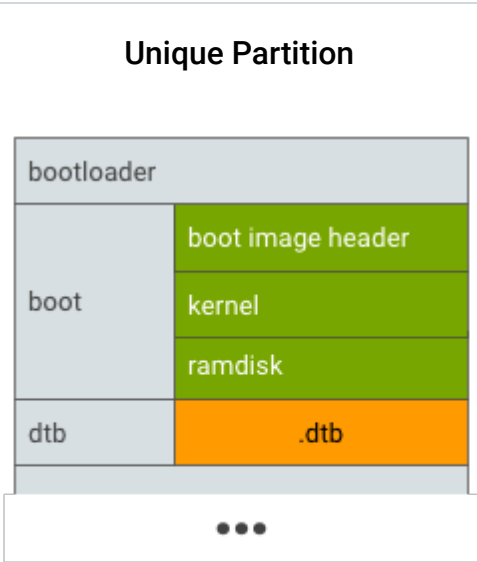 Unique Partition
bootloader
boot
boot image header
kernel
ramdisk
dtb
.dtb